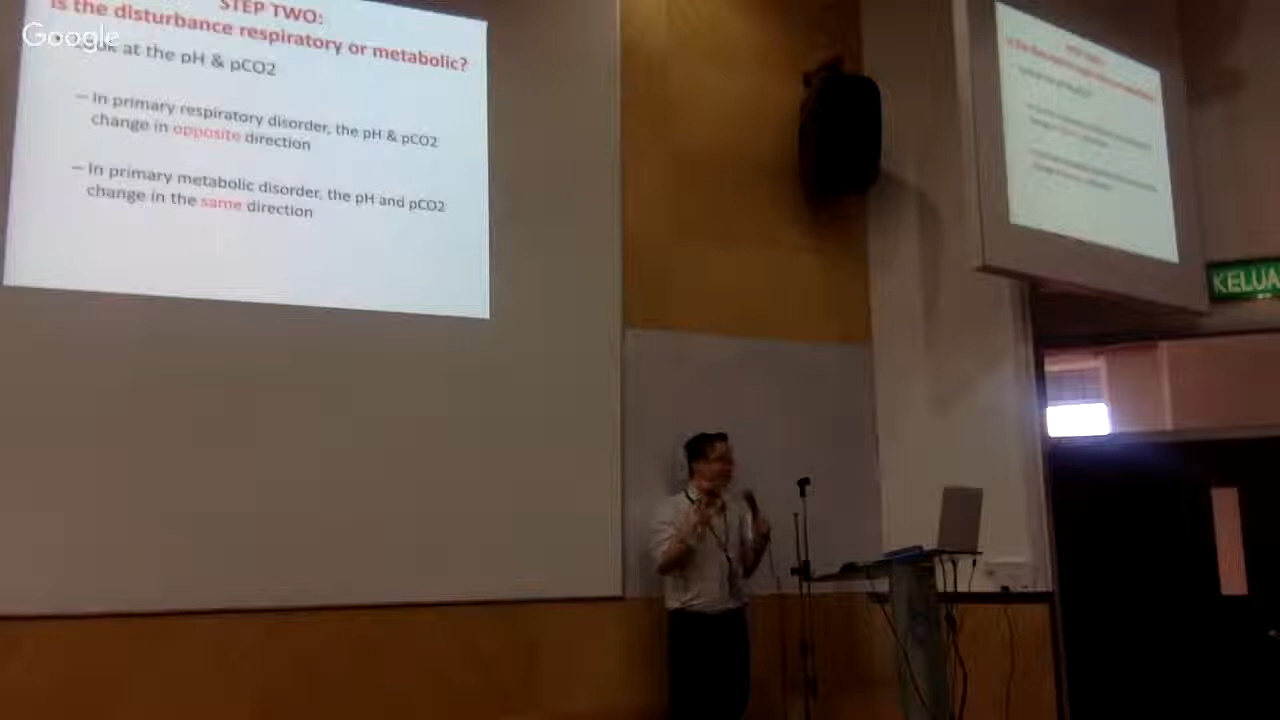 STEP TWO:
Is the disturbance respiratory or metabolic?
Google
at the pH & pCO2
– In primary respiratory disorder, the pH & pCO2
change in opposite direction
– In primary metabolic disorder, the pH and pCO2
change in the same direction
KELUA